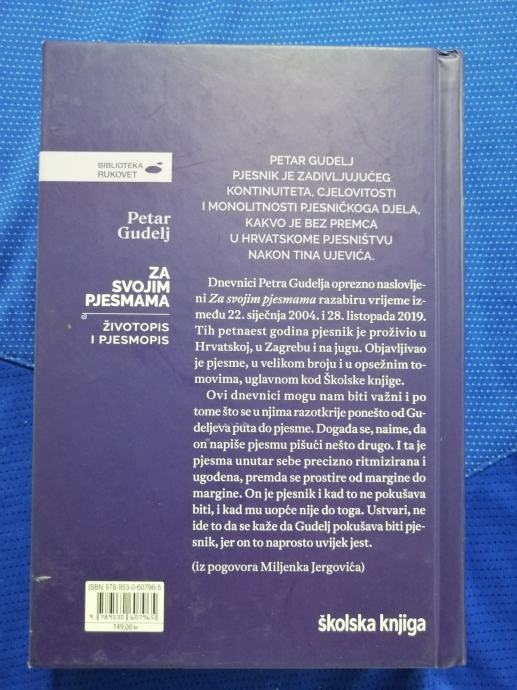 BIBLIOTEKA
RUKOVET
Petar
Gudelj
ZA
SVOJIM
PJESMAMA
ŽIVOTOPIS
I PJESMOPIS
PETAR GUDELJ
PJESNIK JE ZADIVLJUJUĆEG
KONTINUITETA, CJELOVITOSTI
I MONOLITNOSTI PJESNIČKOGA DJELA,
KAKVO JE BEZ PREMCA
U HRVATSKOME PJESNIŠTVU
NAKON TINA UJEVIĆA.
Dnevnici Petra Gudelja oprezno naslovlje-
ni Za svojim pjesmama razabiru vrijeme iz-
među 22. siječnja 2004. i 28. listopada 2019.
Tih petnaest godina pjesnik je proživio u
Hrvatskoj, u Zagrebu i na jugu. Objavljivao
je pjesme, u velikom broju i u opsežnim to-
movima, uglavnom kod Školske knjige.
Ovi dnevnici mogu nam biti važni i po
tome što se u njima razotkrije ponešto od Gu-
deljeva puta do pjesme. Događa se, naime, da
on napiše pjesmu pišući nešto drugo. I ta je
pjesma unutar sebe precizno ritmizirana i
ugođena, premda se prostire od margine do
margine. On je pjesnik i kad to ne pokušava
biti, i kad mu uopće nije do toga. Ustvari, ne
ide to da se kaže da Gudelj pokušava biti pje-
snik, jer on to naprosto uvijek jest.
(iz pogovora Miljenka Jergovića)
ISBN 978-953-0-60796-5
9 789530 607965
149,00 kn
školska knjiga